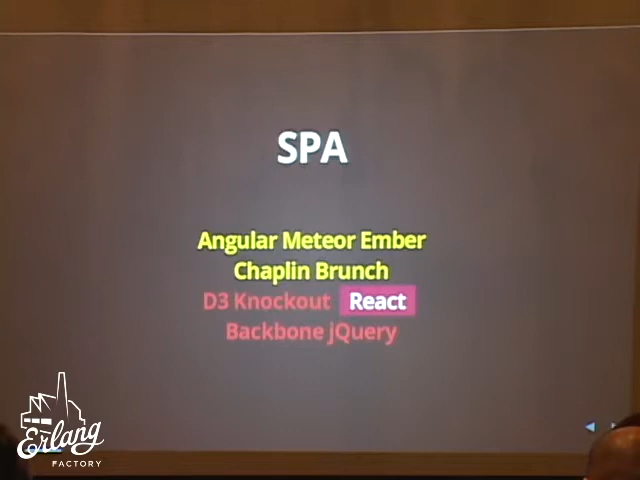 SPA
Angular Meteor Ember
Chaplin Brunch
D3 Knockout React
Backbone jQuery
Erlang
FACTORY